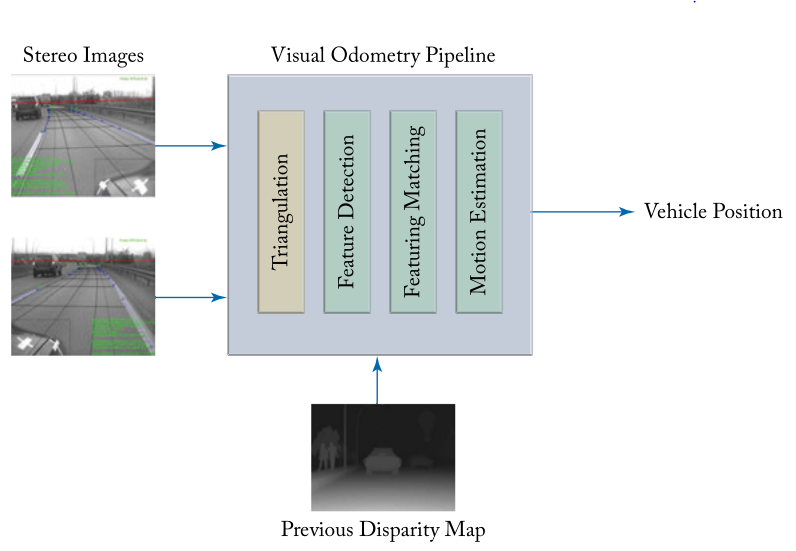 Stereo Images
Visual Odometry Pipeline
Triangulation
Feature Detection
Featuring Matching
Motion Estimation
Vehicle Position
Previous Disparity Map